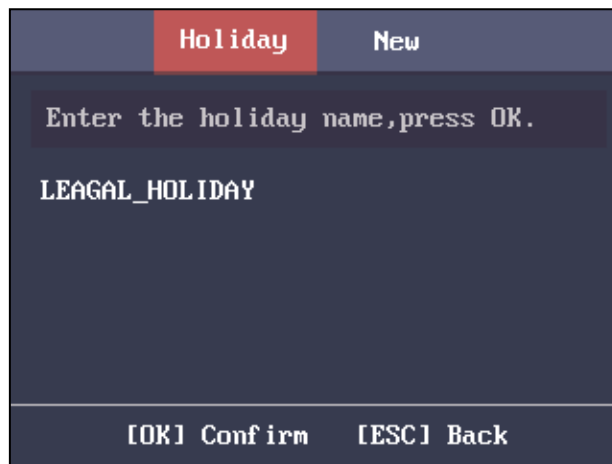 Holiday New
Enter the holiday name,press OK.
LEAGAL_HOLIDAY
[OK] Confirm [ESC] Back